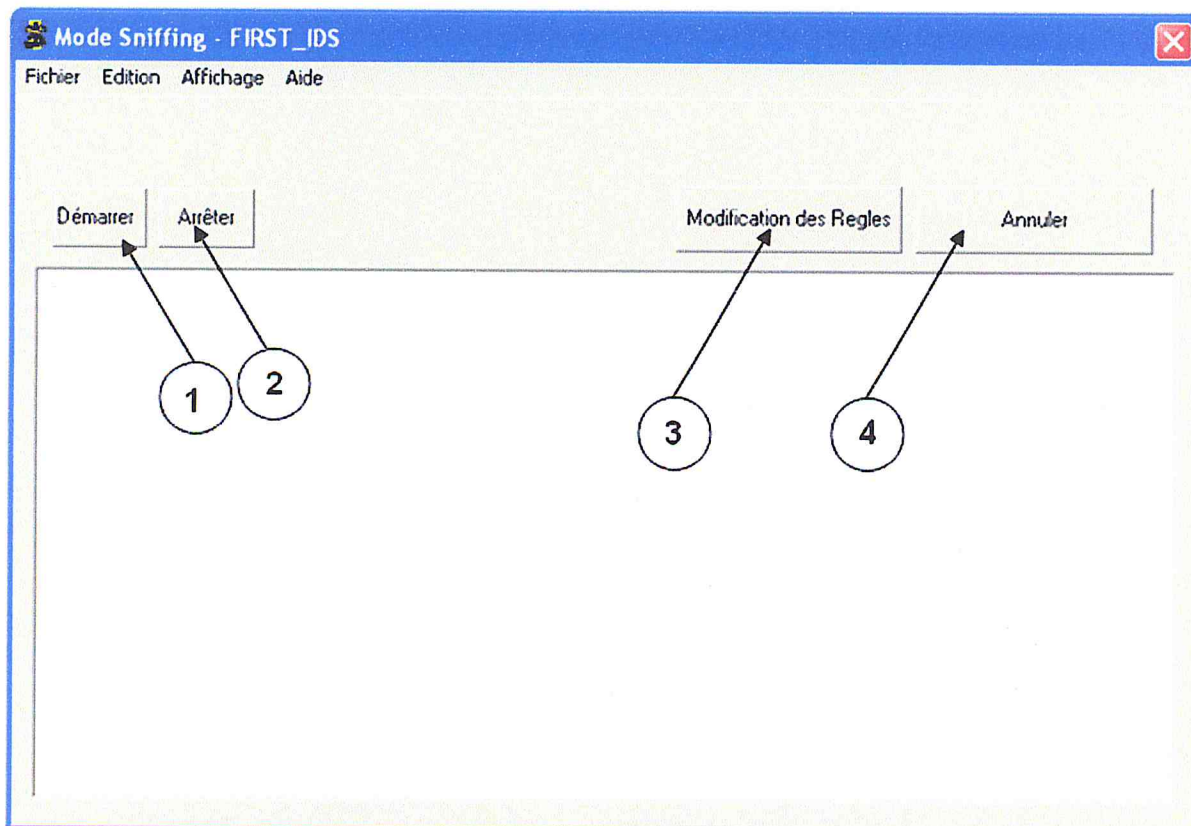 Mode Sniffing - FIRST_IDS
Fichier Edition Affichage Aide
Démarrer Arrêter Modification des Regles Annuler
1 2 3 4